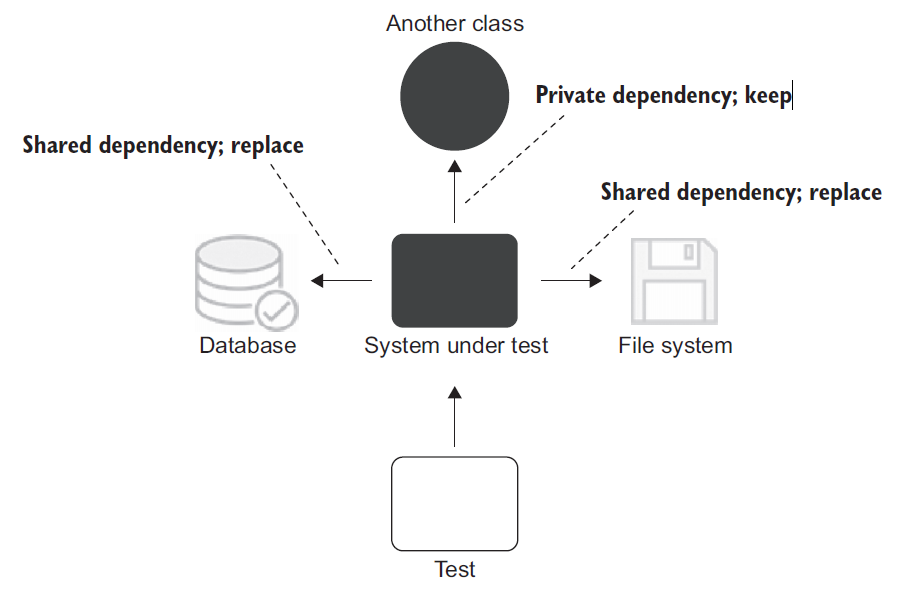 Another class
Private dependency; keep
Shared dependency; replace
Shared dependency; replace
Database
System under test
File system
Test